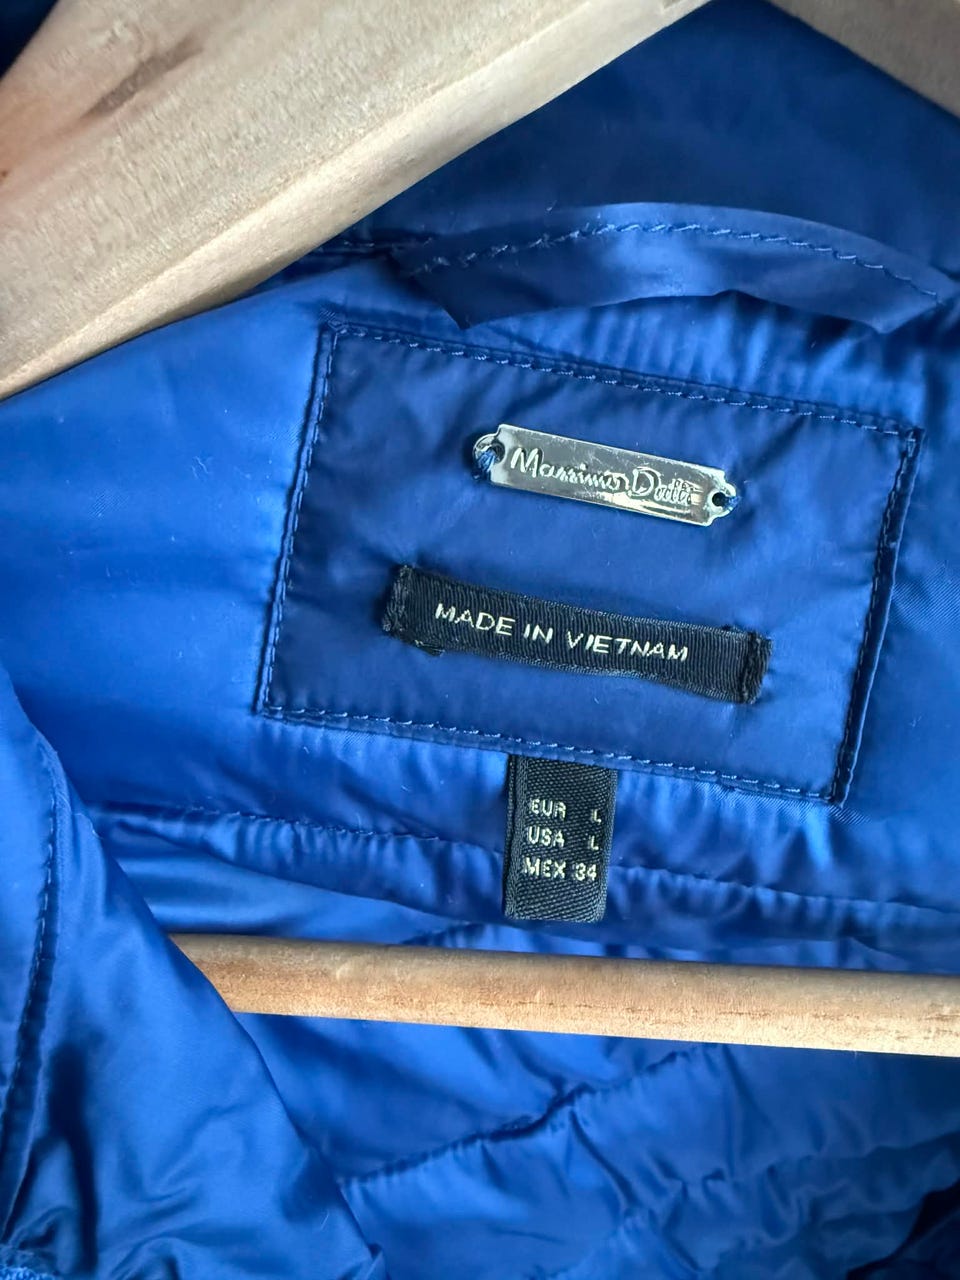 Massimo Dutti
MADE IN VIETNAM
EUR L
USA L
MEX 34